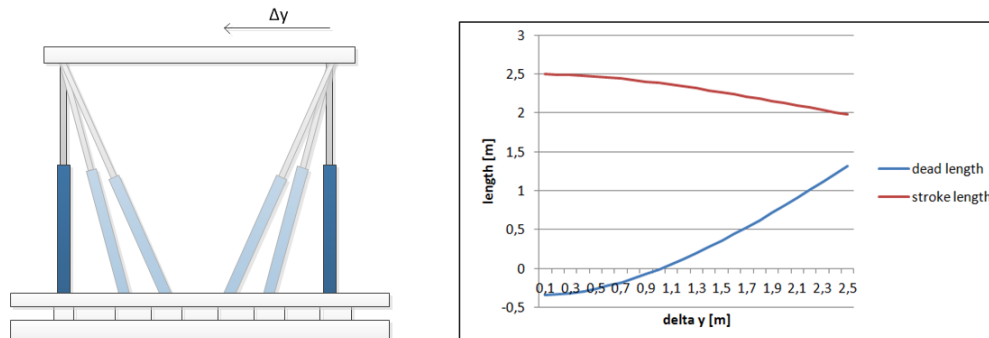 Δy
3
2,5
2
1,5
1
0,5
0
-0,5
length [m]
0,1 0,3 0,5 0,7 0,9 1,1 1,3 1,5 1,7 1,9 2,1 2,3 2,5
delta y [m]
dead length
stroke length